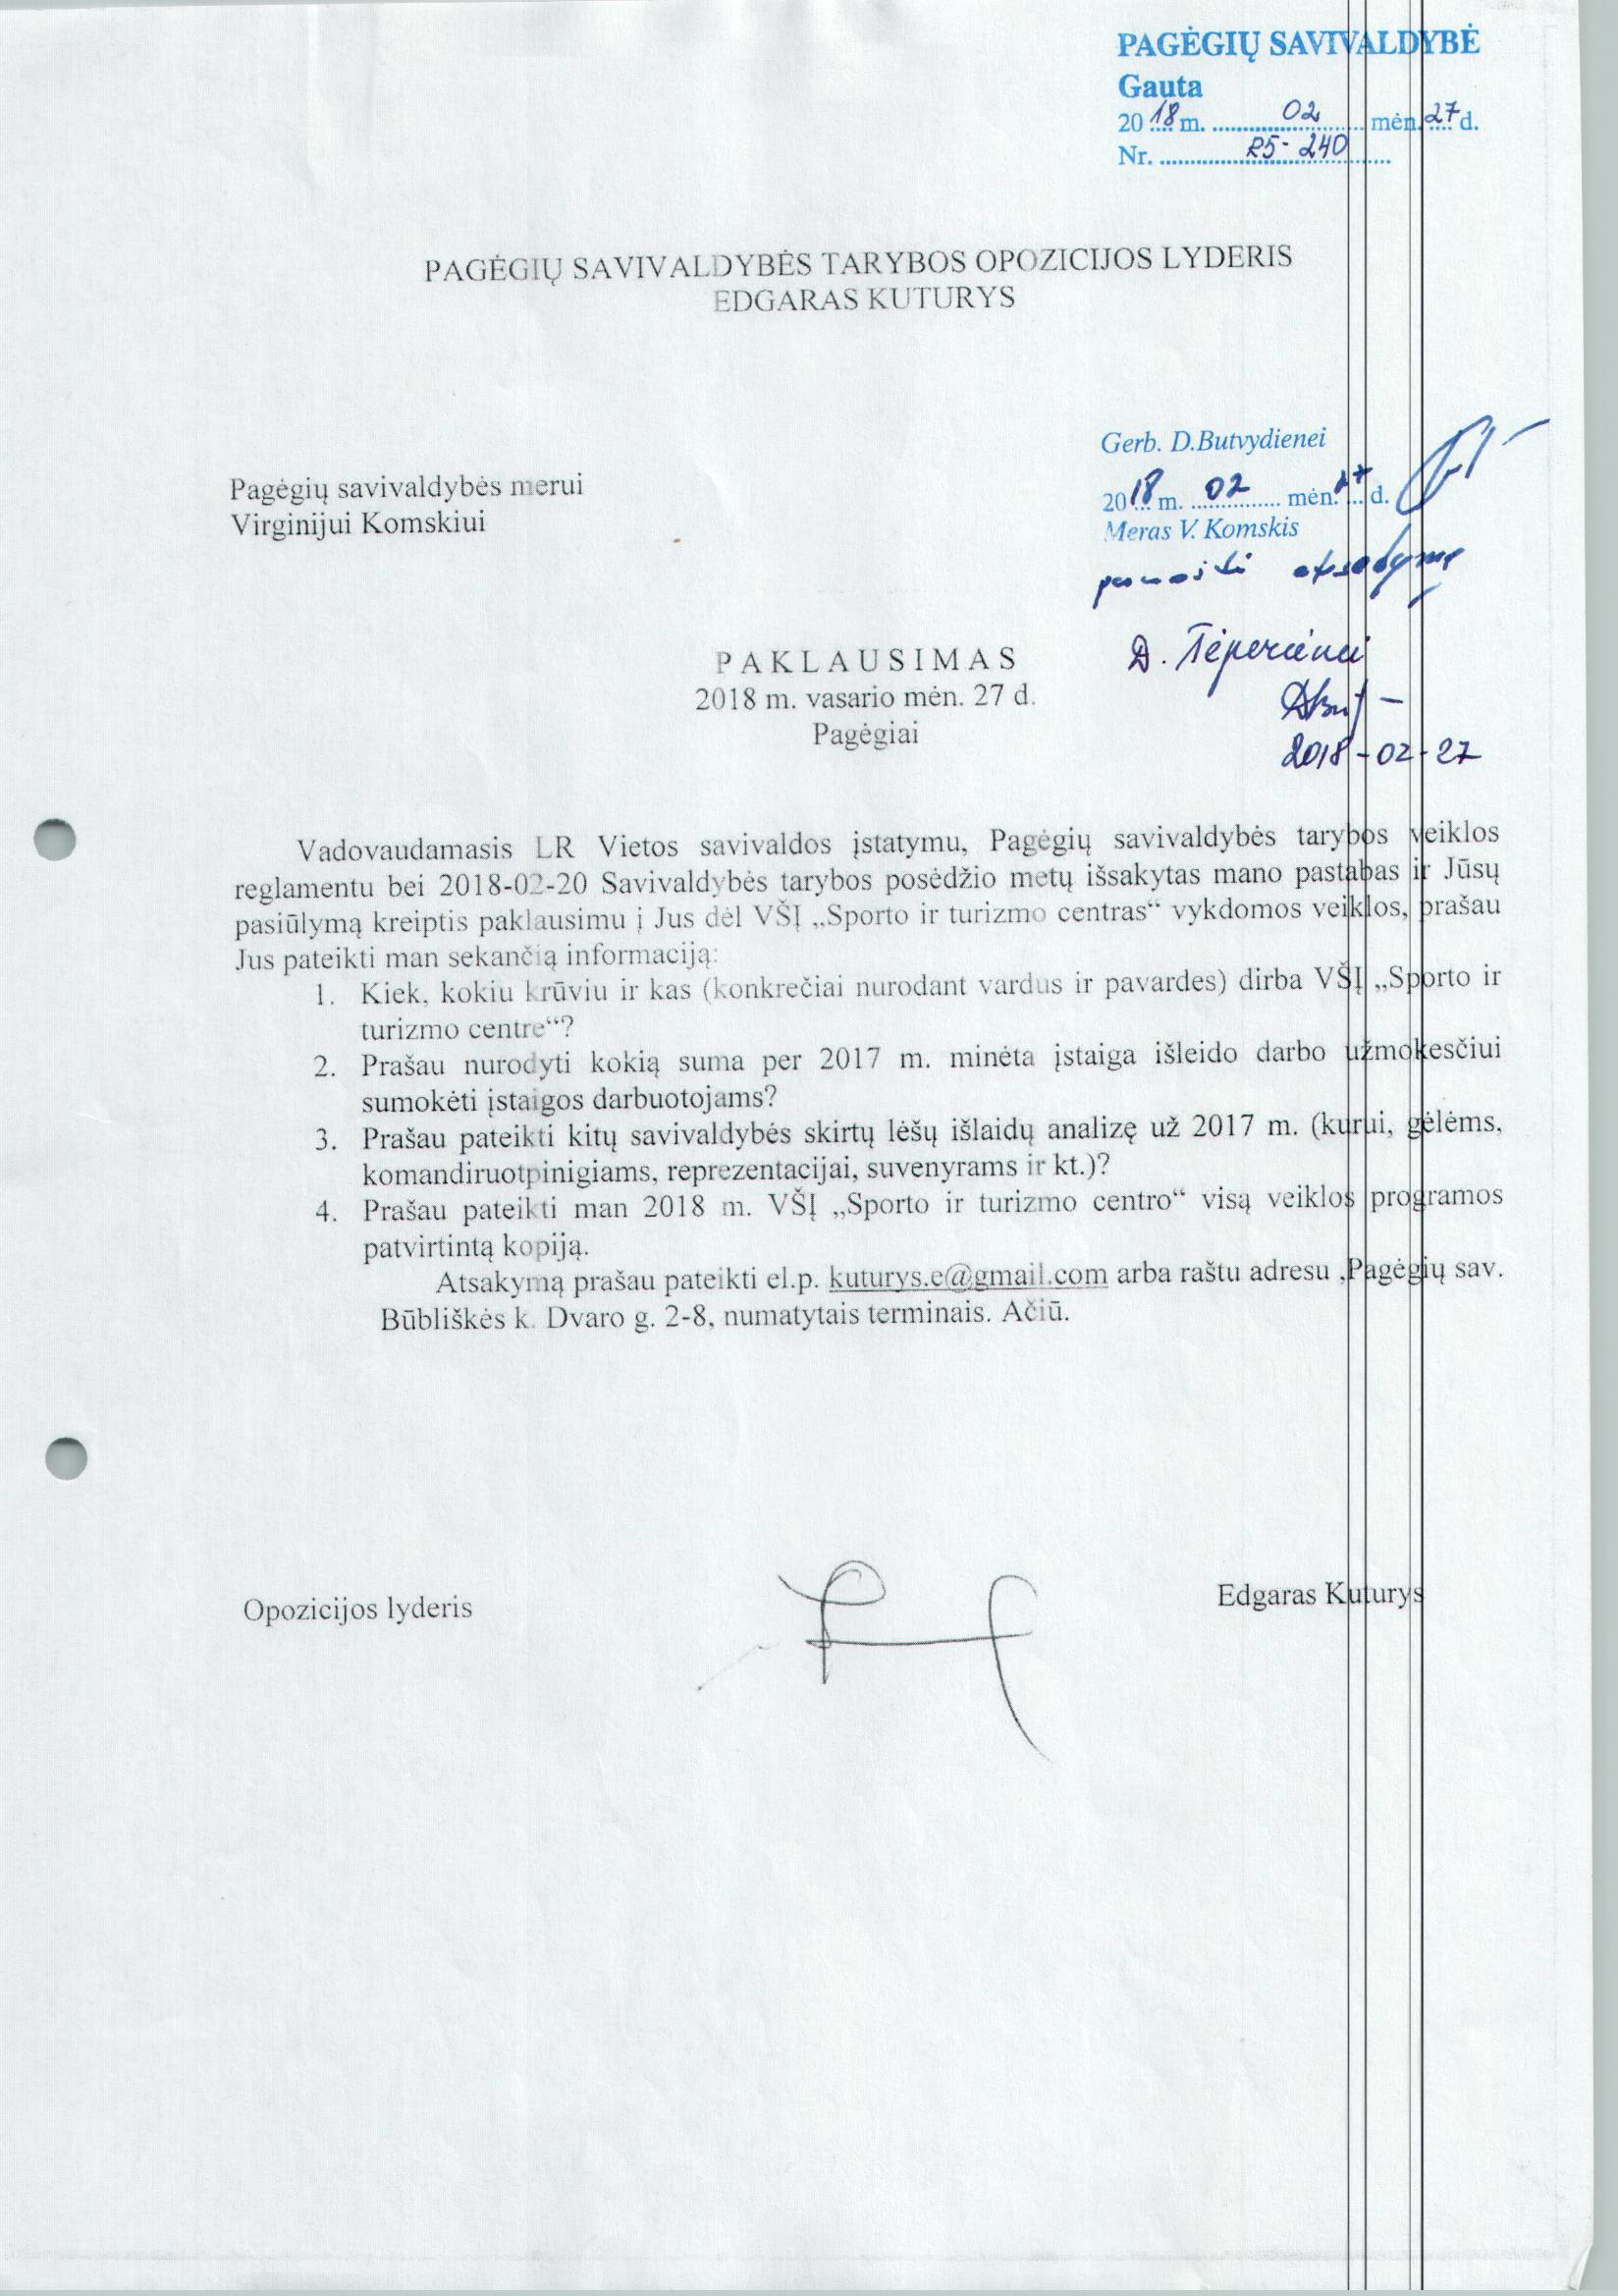 PAGĖGIŲ SAVIVALDYBĖ
Gauta
2018 m. 02 mėn. 27 d.
Nr. R5-240
PAGĖGIŲ SAVIVALDYBĖS TARYBOS OPOZICIJOS LYDERIS
EDGARAS KUTURYS
Gerb. D.Butvydienei
2018 m. 02 mėn. 27 d.
Meras V. Komskis
atsakymą
Pagėgių savivaldybės merui
Virginijui Komskiui
D.
2018-02-27
PAKLAUSIMAS
2018 m. vasario mėn. 27 d.
Pagėgiai
Vadovaudamasis LR Vietos savivaldos įstatymu, Pagėgių savivaldybės tarybos veiklos
reglamentu bei 2018-02-20 Savivaldybės tarybos posėdžio metų išsakytas mano pastabas ir Jūsų
pasiūlymą kreiptis paklausimu į Jus dėl VŠĮ „Sporto ir turizmo centras“ vykdomos veiklos, prašau
Jus pateikti man sekančią informaciją:
1. Kiek, kokiu krūviu ir kas (konkrečiai nurodant vardus ir pavardes) dirba VŠĮ „Sporto ir
turizmo centre“?
2. Prašau nurodyti kokią suma per 2017 m. minėta įstaiga išleido darbo užmokesčiui
sumokėti įstaigos darbuotojams?
3. Prašau pateikti kitų savivaldybės skirtų lėšų išlaidų analizę už 2017 m. (kurui, gėlėms,
komandiruotpinigiams, reprezentacijai, suvenyrams ir kt.)?
4. Prašau pateikti man 2018 m. VŠĮ „Sporto ir turizmo centro“ visą veiklos programos
patvirtintą kopiją.
Atsakymą prašau pateikti el.p. kuturys.e@gmail.com arba raštu adresu ,Pagėgių sav.
Būbliškės k. Dvaro g. 2-8, numatytais terminais. Ačiū.
Opozicijos lyderis
Edgaras Kuturys